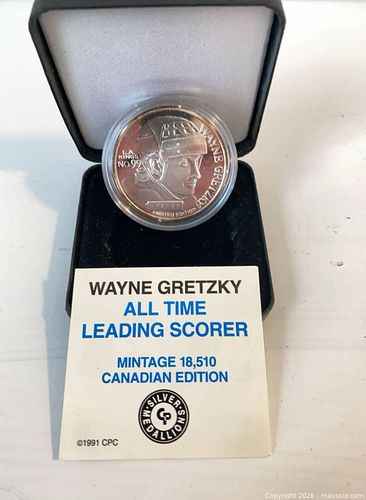 L.A.
KINGS
NO.99
WAYNE GRETZKY
LIMITED EDITION
WAYNE GRETZKY
ALL TIME
LEADING SCORER
MINTAGE 18,510
CANADIAN EDITION
SILVER
CP
MEDALLIONS
©1991 CPC
Copyright 2026 - maxsold.com